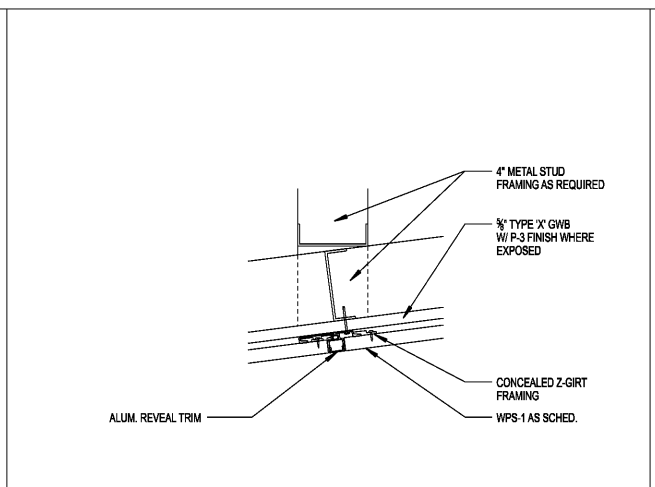 4" METAL STUD
FRAMING AS REQUIRED
⅝" TYPE 'X' GWB
W/ P-3 FINISH WHERE
EXPOSED
CONCEALED Z-GIRT
FRAMING
ALUM. REVEAL TRIM
WPS-1 AS SCHED.